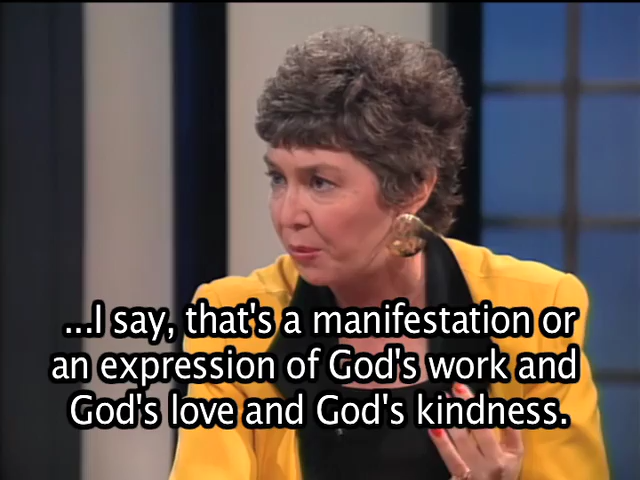 ...I say, that's a manifestation or
an expression of God's work and
God's love and God's kindness.